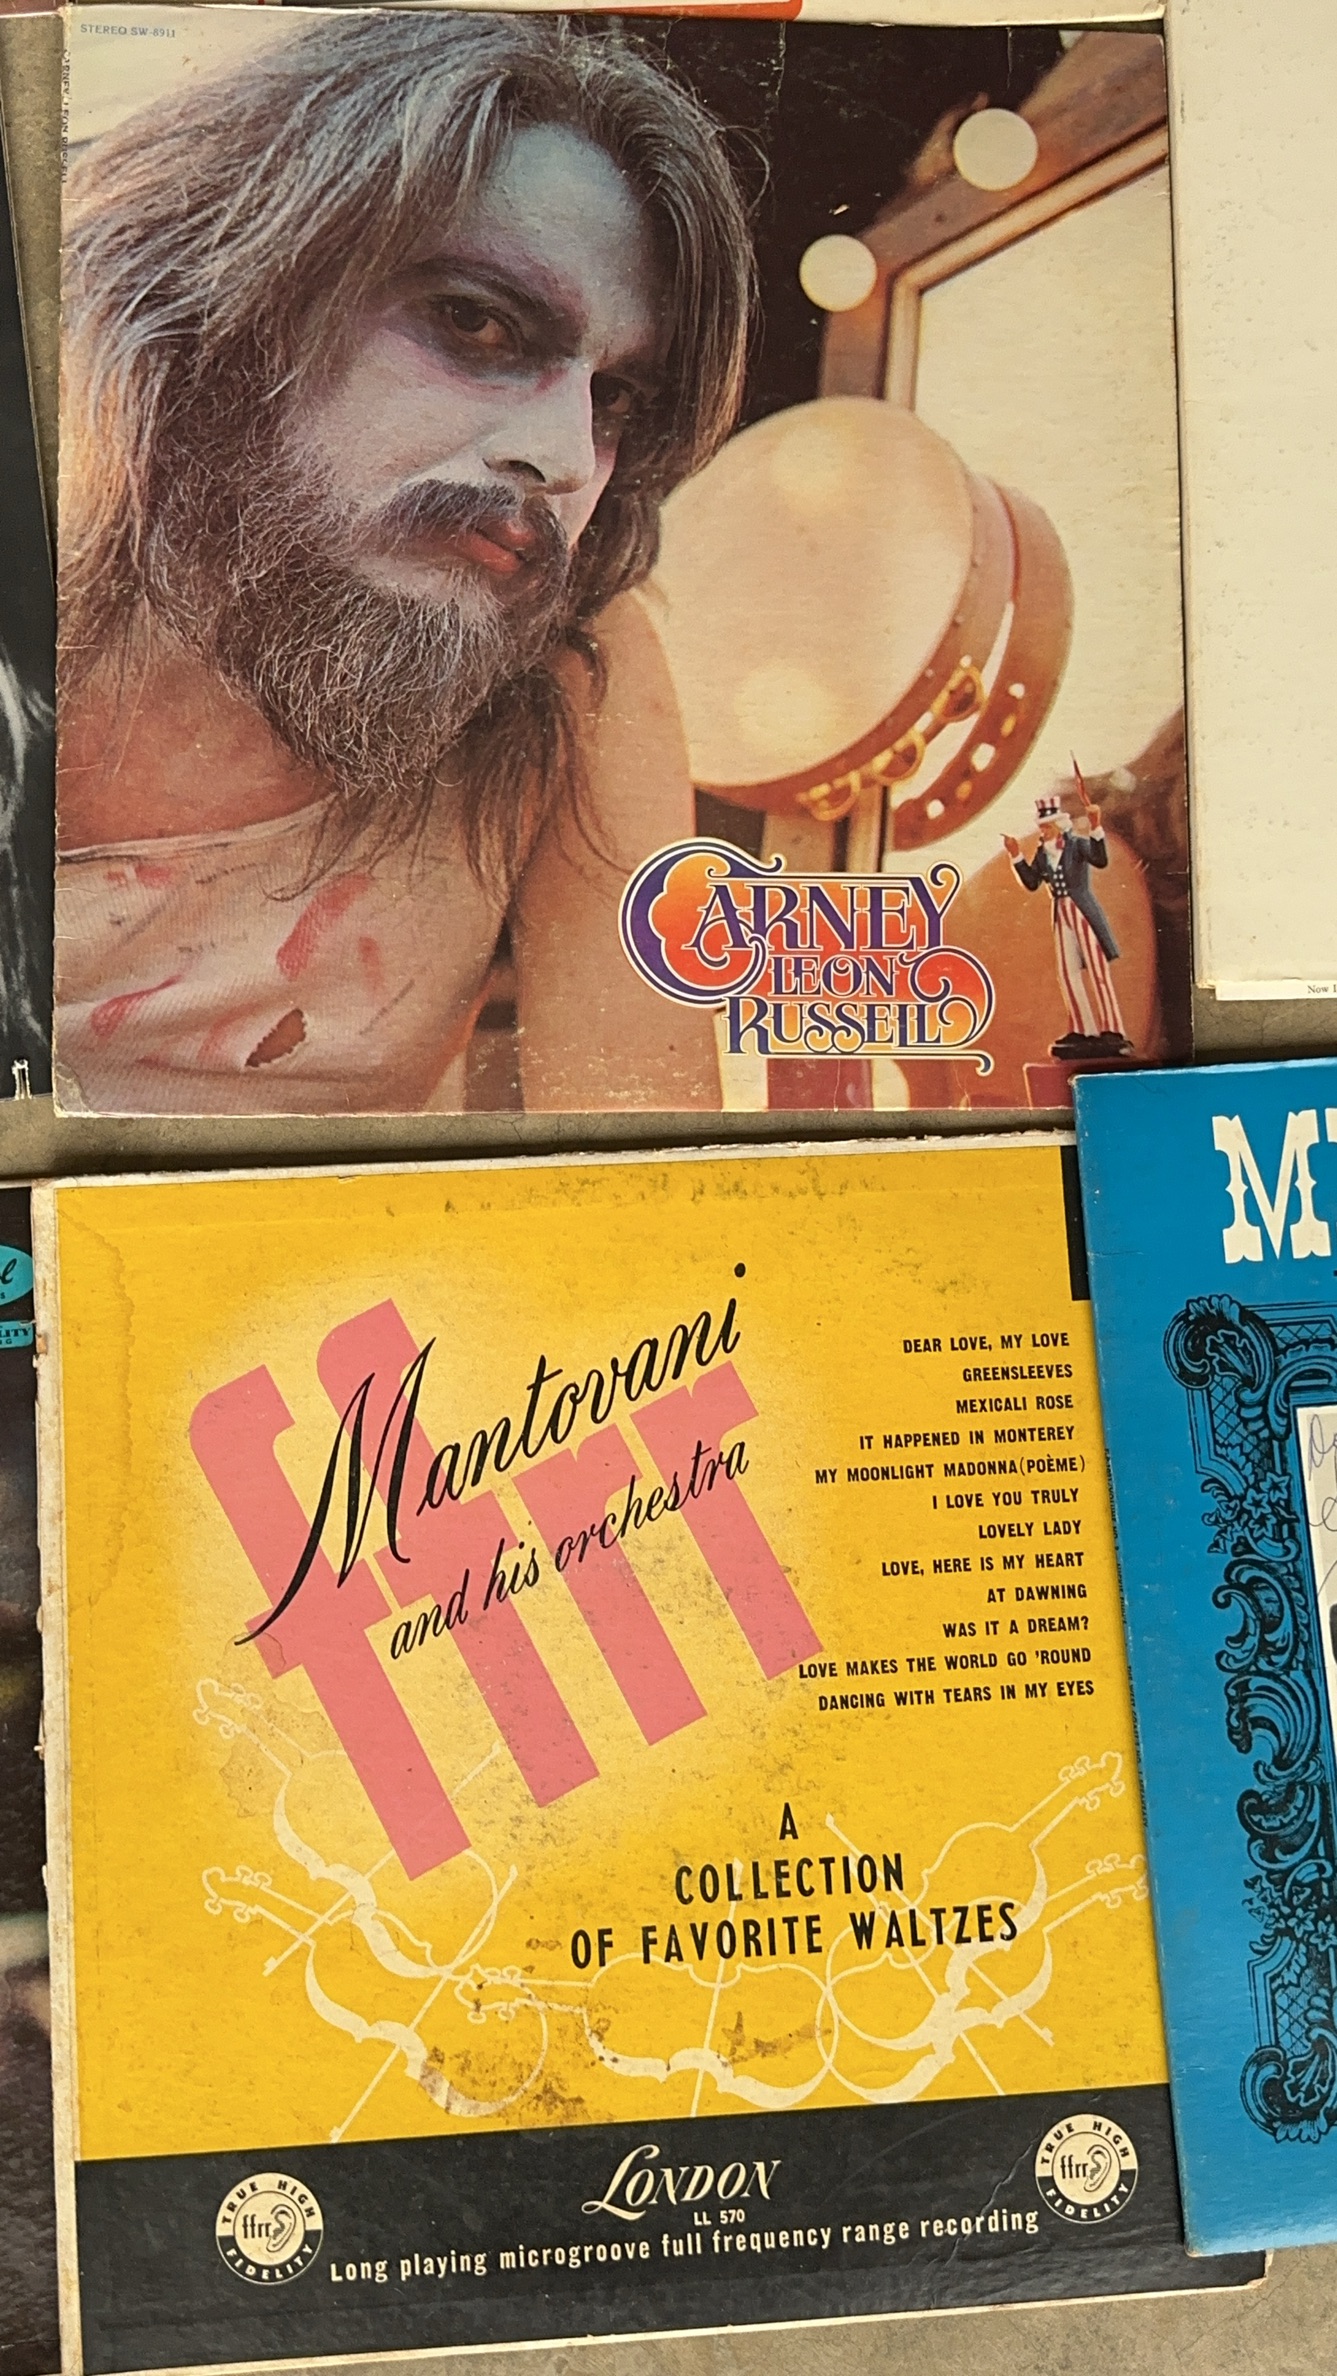 STEREO SW-8911
CARNEY
LEON
RUSSELL
Now
M
ffrr
Mantovani
and his orchestra
DEAR LOVE, MY LOVE
GREENSLEEVES
MEXICALI ROSE
IT HAPPENED IN MONTEREY
MY MOONLIGHT MADONNA (POÈME)
I LOVE YOU TRULY
LOVELY LADY
LOVE, HERE IS MY HEART
AT DAWNING
WAS IT A DREAM?
LOVE MAKES THE WORLD GO 'ROUND
DANCING WITH TEARS IN MY EYES
A
COLLECTION
OF FAVORITE WALTZES
TRUE HIGH
ffrr
FIDELITY
LONDON
LL 570
Long playing microgroove full frequency range recording
TRUE HIGH
ffrr
FIDELITY